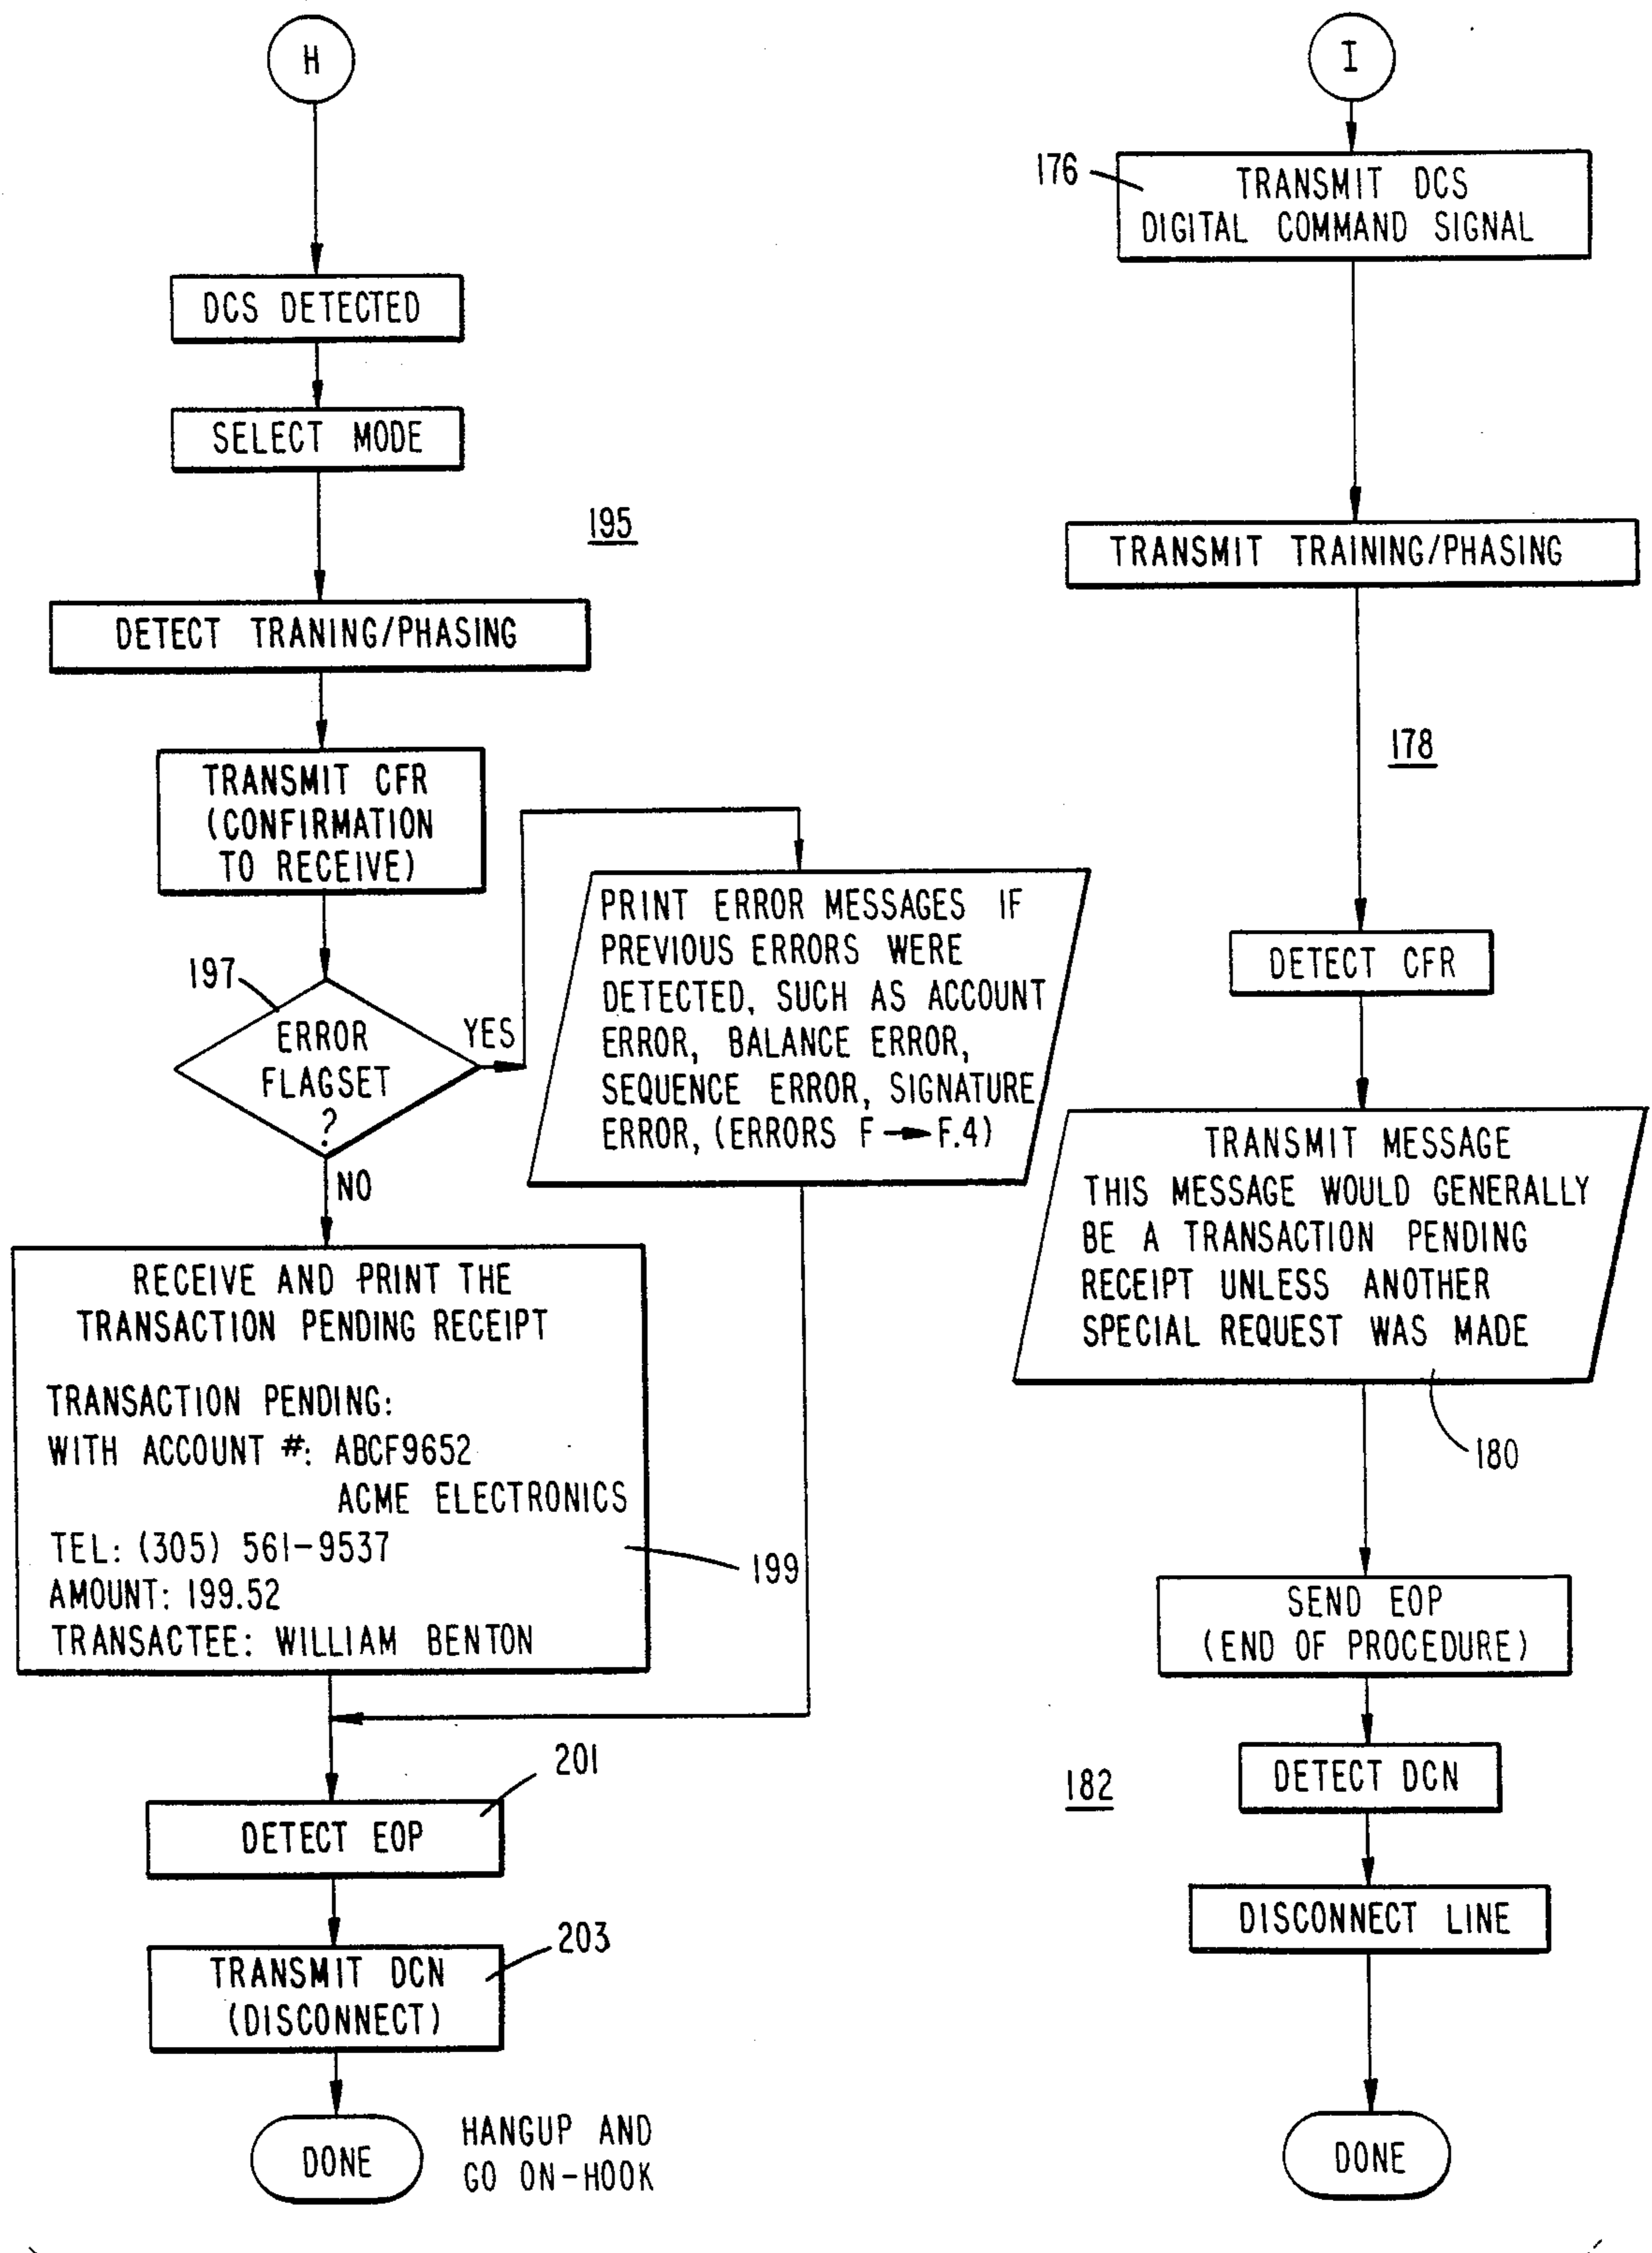 H
DCS DETECTED
SELECT MODE
195
DETECT TRANING/PHASING
TRANSMIT CFR
(CONFIRMATION
TO RECEIVE)
197
ERROR
FLAGSET
?
YES
NO
PRINT ERROR MESSAGES IF
PREVIOUS ERRORS WERE
DETECTED, SUCH AS ACCOUNT
ERROR, BALANCE ERROR,
SEQUENCE ERROR, SIGNATURE
ERROR, (ERRORS F → F.4)
RECEIVE AND PRINT THE
TRANSACTION PENDING RECEIPT
TRANSACTION PENDING:
WITH ACCOUNT #: ABCF9652
ACME ELECTRONICS
TEL: (305) 561-9537
AMOUNT: 199.52
TRANSACTEE: WILLIAM BENTON
199
201
DETECT EOP
203
TRANSMIT DCN
(DISCONNECT)
DONE
HANGUP AND
GO ON-HOOK
I
176
TRANSMIT DCS
DIGITAL COMMAND SIGNAL
TRANSMIT TRAINING/PHASING
178
DETECT CFR
TRANSMIT MESSAGE
THIS MESSAGE WOULD GENERALLY
BE A TRANSACTION PENDING
RECEIPT UNLESS ANOTHER
SPECIAL REQUEST WAS MADE
180
SEND EOP
(END OF PROCEDURE)
182
DETECT DCN
DISCONNECT LINE
DONE